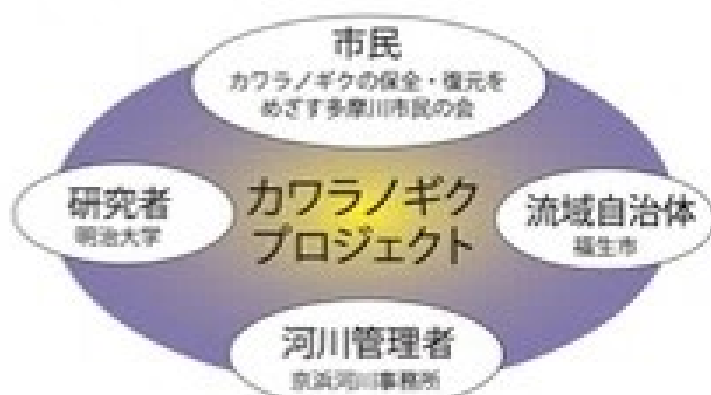 市民
カワラノギクの保全・復元を
めざす多摩川市民の会
研究者
明治大学
カワラノギク
プロジェクト
流域自治体
福生市
河川管理者
京浜河川事務所